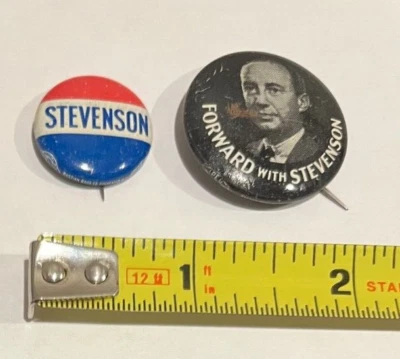 STEVENSON
FORWARD WITH STEVENSON
12 ft
1
ft
in
2
STA